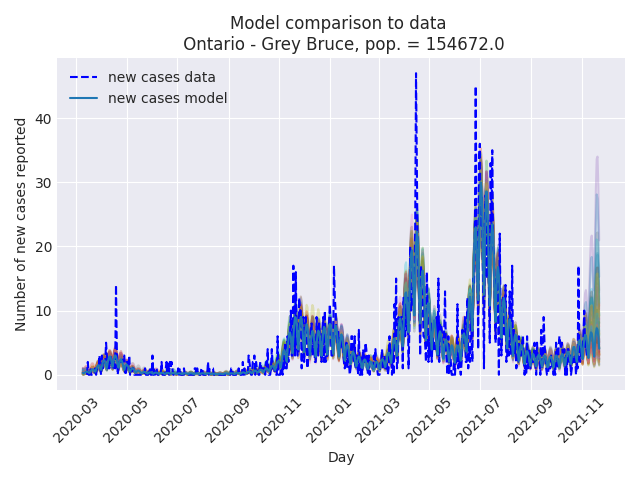 Model comparison to data
Ontario - Grey Bruce, pop. = 154672.0
new cases data
new cases model
Number of new cases reported
40
30
20
10
0
2020-03
2020-05
2020-07
2020-09
2020-11
2021-01
2021-03
2021-05
2021-07
2021-09
2021-11
Day